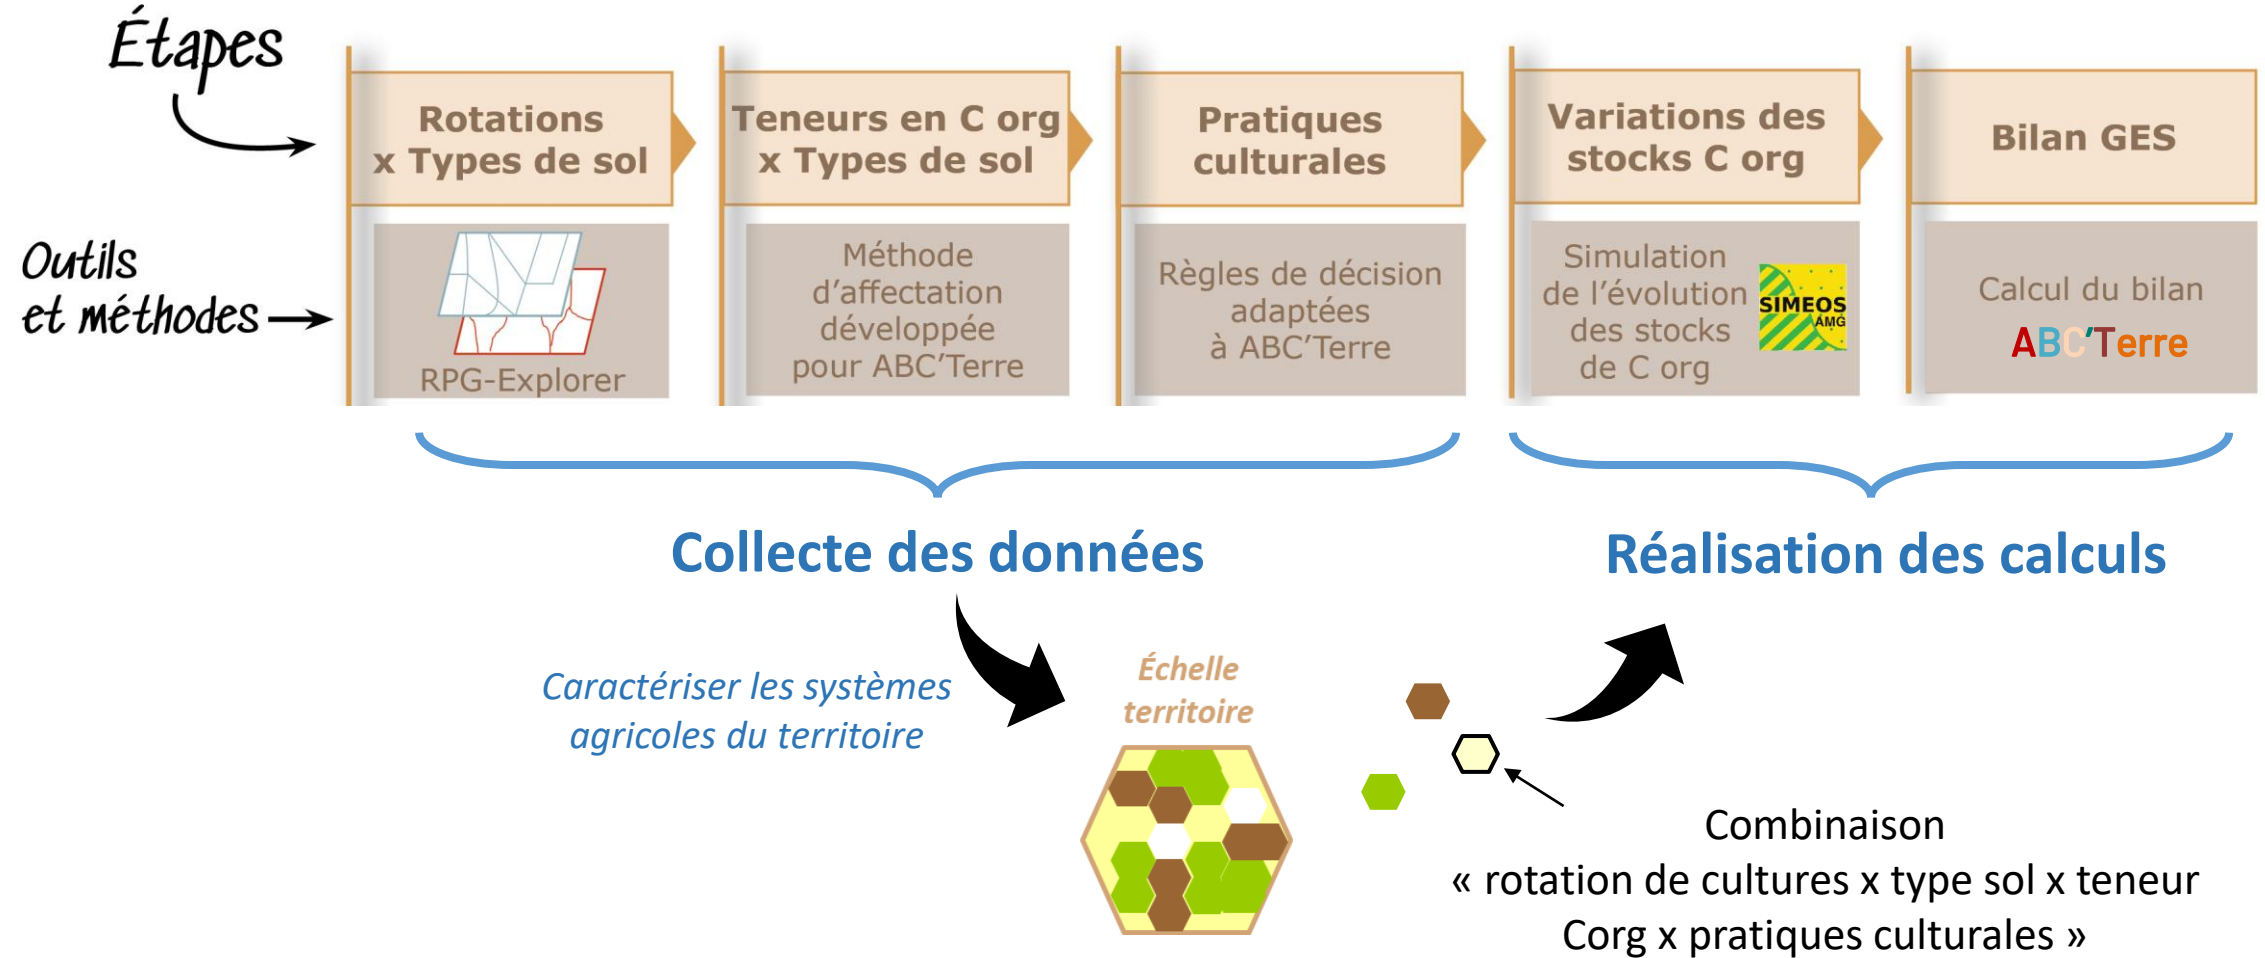 Étapes
Rotations
x Types de sol
Teneurs en C org
x Types de sol
Pratiques
culturales
Variations des
stocks C org
Bilan GES
Outils
et méthodes
RPG-Explorer
Méthode
d'affectation
développée
pour ABC'Terre
Règles de décision
adaptées
à ABC'Terre
Simulation
de l'évolution
des stocks
de C org
SIMEOS
AMG
Calcul du bilan
ABC'Terre
Collecte des données
Réalisation des calculs
Caractériser les systèmes
agricoles du territoire
Échelle
territoire
Combinaison
« rotation de cultures x type sol x teneur
Corg x pratiques culturales »